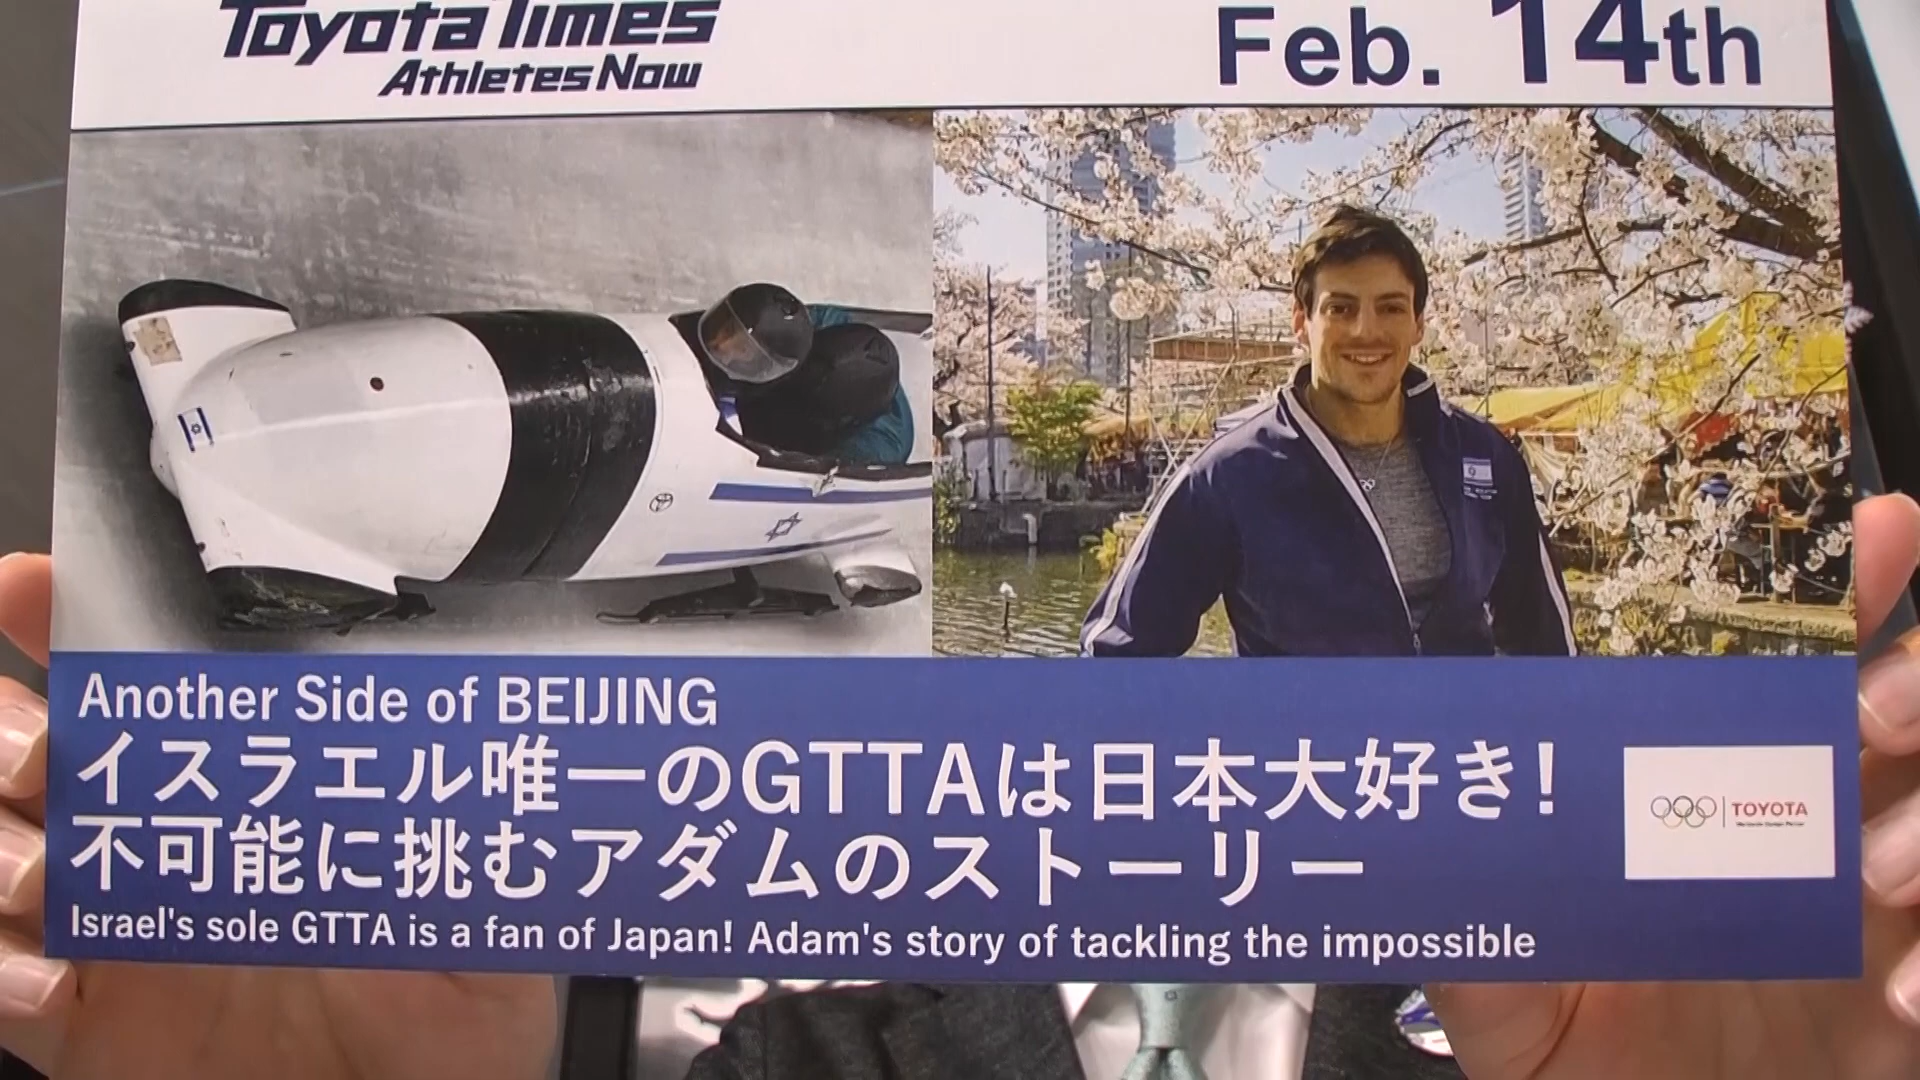 Toyota Times
Athletes Now
Feb. 14th
Another Side of BEIJING
イスラエル唯一のGTTAは日本大好き!
不可能に挑むアダムのストーリー
Israel's sole GTTA is a fan of Japan! Adam's story of tackling the impossible
TOYOTA
Worldwide Olympic Partner